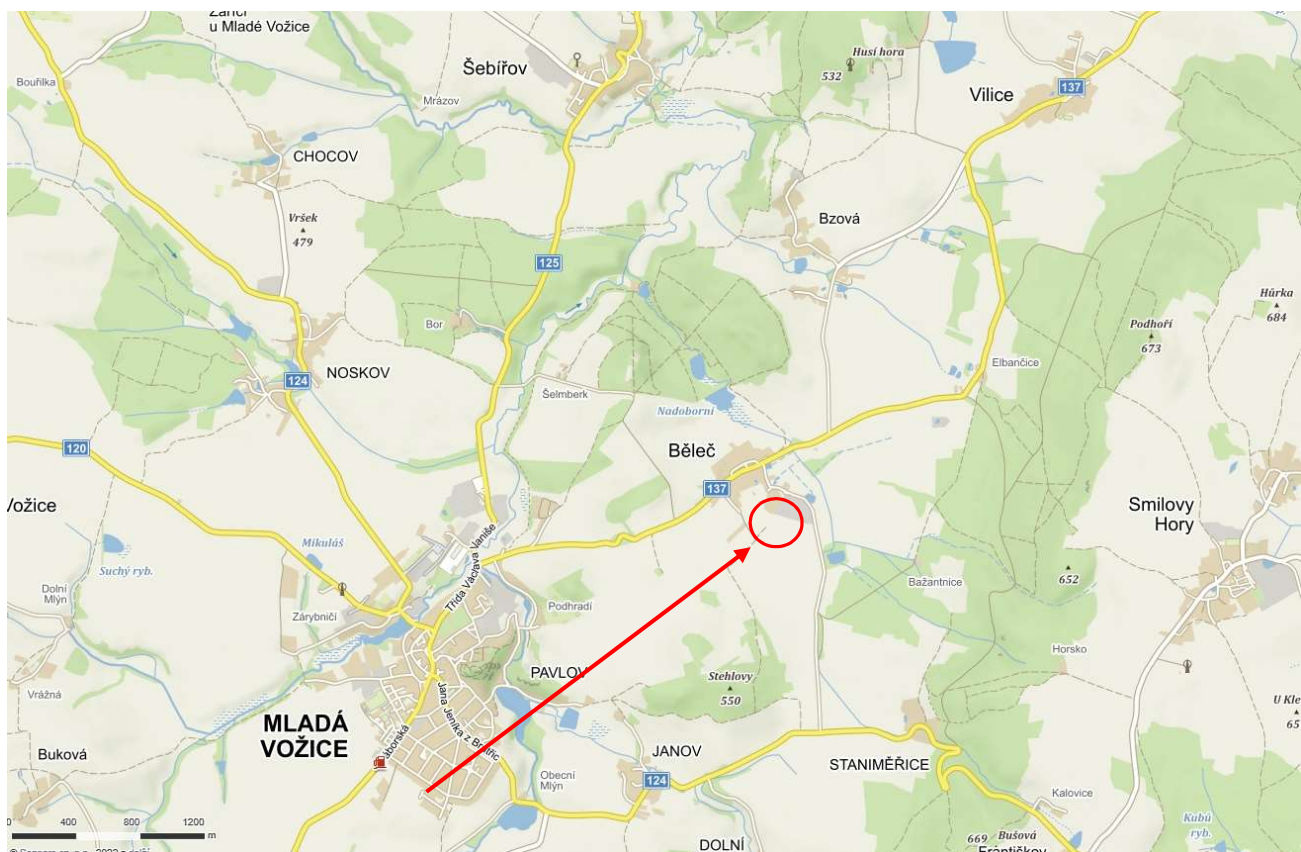 Záříčí
u Mladé Vožice
Šebířov
Husí hora
532
Vilice
137
Bouřilka
Mrázov
CHOCOV
Vršek
479
Bzová
125
Hůrka
684
Podhoří
673
Bor
NOSKOV
124
Šelmberk
Elbančice
Nadoborní
120
Běleč
137
Vožice
Smilovy
Hory
Mikuláš
Třída Václava Vaniše
Suchý ryb.
Dolní
Mlýn
Zárybničí
Podhradí
Bažantnice
652
Horsko
PAVLOV
Stehlovy
550
Vrážná
Jana Jeníka z Bratřic
U Kle
65
MLADÁ
VOŽICE
Táborská
Buková
JANOV
STANIMĚŘICE
124
Obecní
Mlýn
Kalovice
Kubů
ryb.
0 400 800 1200
m
669 Bušová
Františkov
DOLNÍ